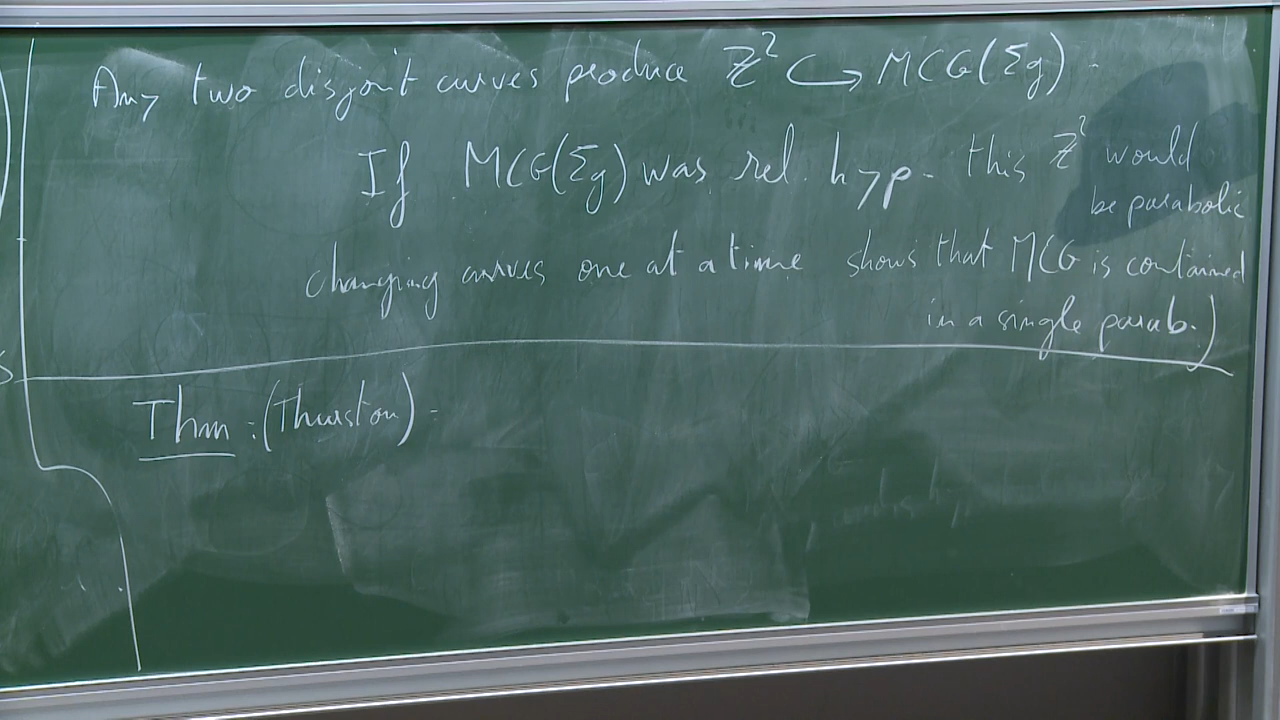 Any two disjoint curves produce ℤ² ↪ MCG(Σg).
If MCG(Σg) was rel. hyp. this ℤ² would
be parabolic
changing curves one at a time shows that MCG is contained
in a single parab.)
Thm : (Thurston) -